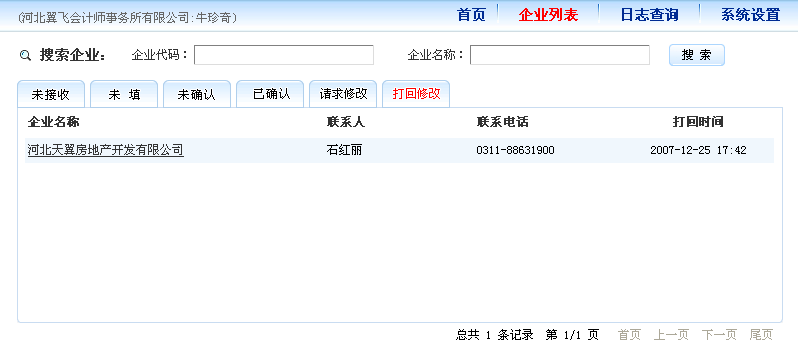 (河北翼飞会计师事务所有限公司:牛珍奇)
首页 企业列表 日志查询 系统设置
搜索企业: 企业代码: 企业名称: 搜 索
未接收 未 填 未确认 已确认 请求修改 打回修改
企业名称 联系人 联系电话 打回时间
河北天翼房地产开发有限公司 石红丽 0311-88631900 2007-12-25 17:42
总共 1 条记录 第 1/1 页 首页 上一页 下一页 尾页